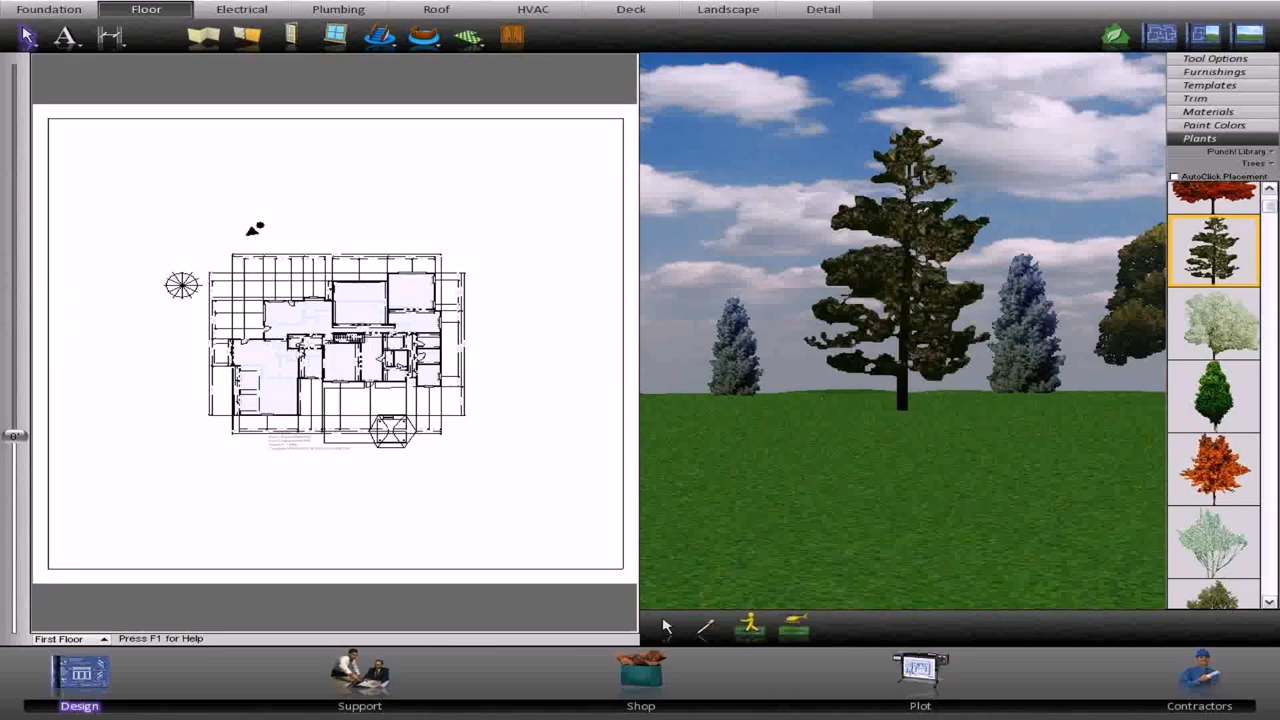 Foundation Floor Electrical Plumbing Roof HVAC Deck Landscape Detail
A
Tool Options
Furnishings
Templates
Trim
Materials
Paint Colors
Plants
Punch! Library
Trees
AutoClick Placement
0'
First Floor Press F1 for Help
Design Support Shop Plot Contractors